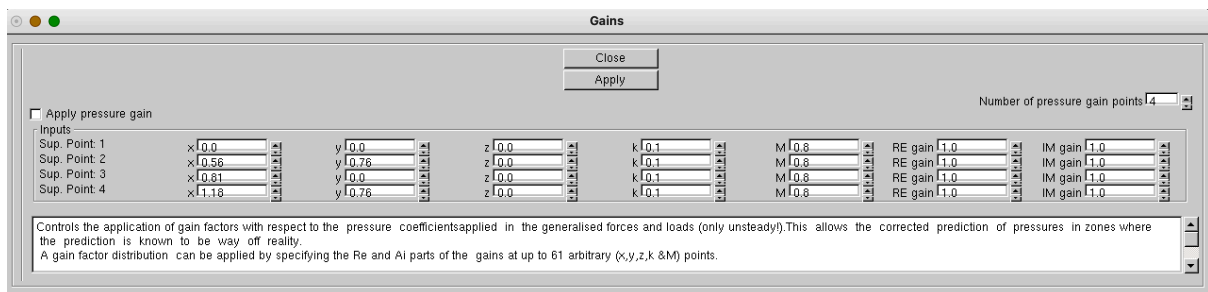 Gains
Close
Apply
Number of pressure gain points 4
Apply pressure gain
Inputs
Sup. Point: 1 x 0.0 y 0.0 z 0.0 k 0.1 M 0.8 RE gain 1.0 IM gain 1.0
Sup. Point: 2 x 0.56 y 0.76 z 0.0 k 0.1 M 0.8 RE gain 1.0 IM gain 1.0
Sup. Point: 3 x 0.81 y 0.0 z 0.0 k 0.1 M 0.8 RE gain 1.0 IM gain 1.0
Sup. Point: 4 x 1.18 y 0.76 z 0.0 k 0.1 M 0.8 RE gain 1.0 IM gain 1.0
Controls the application of gain factors with respect to the pressure coefficientsapplied in the generalised forces and loads (only unsteady!).This allows the corrected prediction of pressures in zones where
the prediction is known to be way off reality.
A gain factor distribution can be applied by specifying the Re and Ai parts of the gains at up to 61 arbitrary (x,y,z,k &M) points.